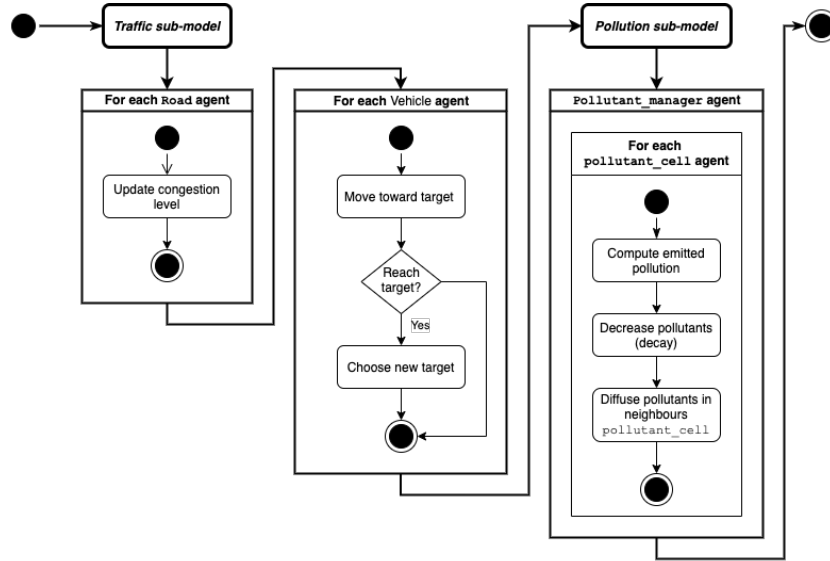 Traffic sub-model
For each Road agent
Update congestion
level
For each Vehicle agent
Move toward target
Reach
target?
Yes
Choose new target
Pollution sub-model
Pollutant_manager agent
For each
pollutant_cell agent
Compute emitted
pollution
Decrease pollutants
(decay)
Diffuse pollutants in
neighbours
pollutant_cell